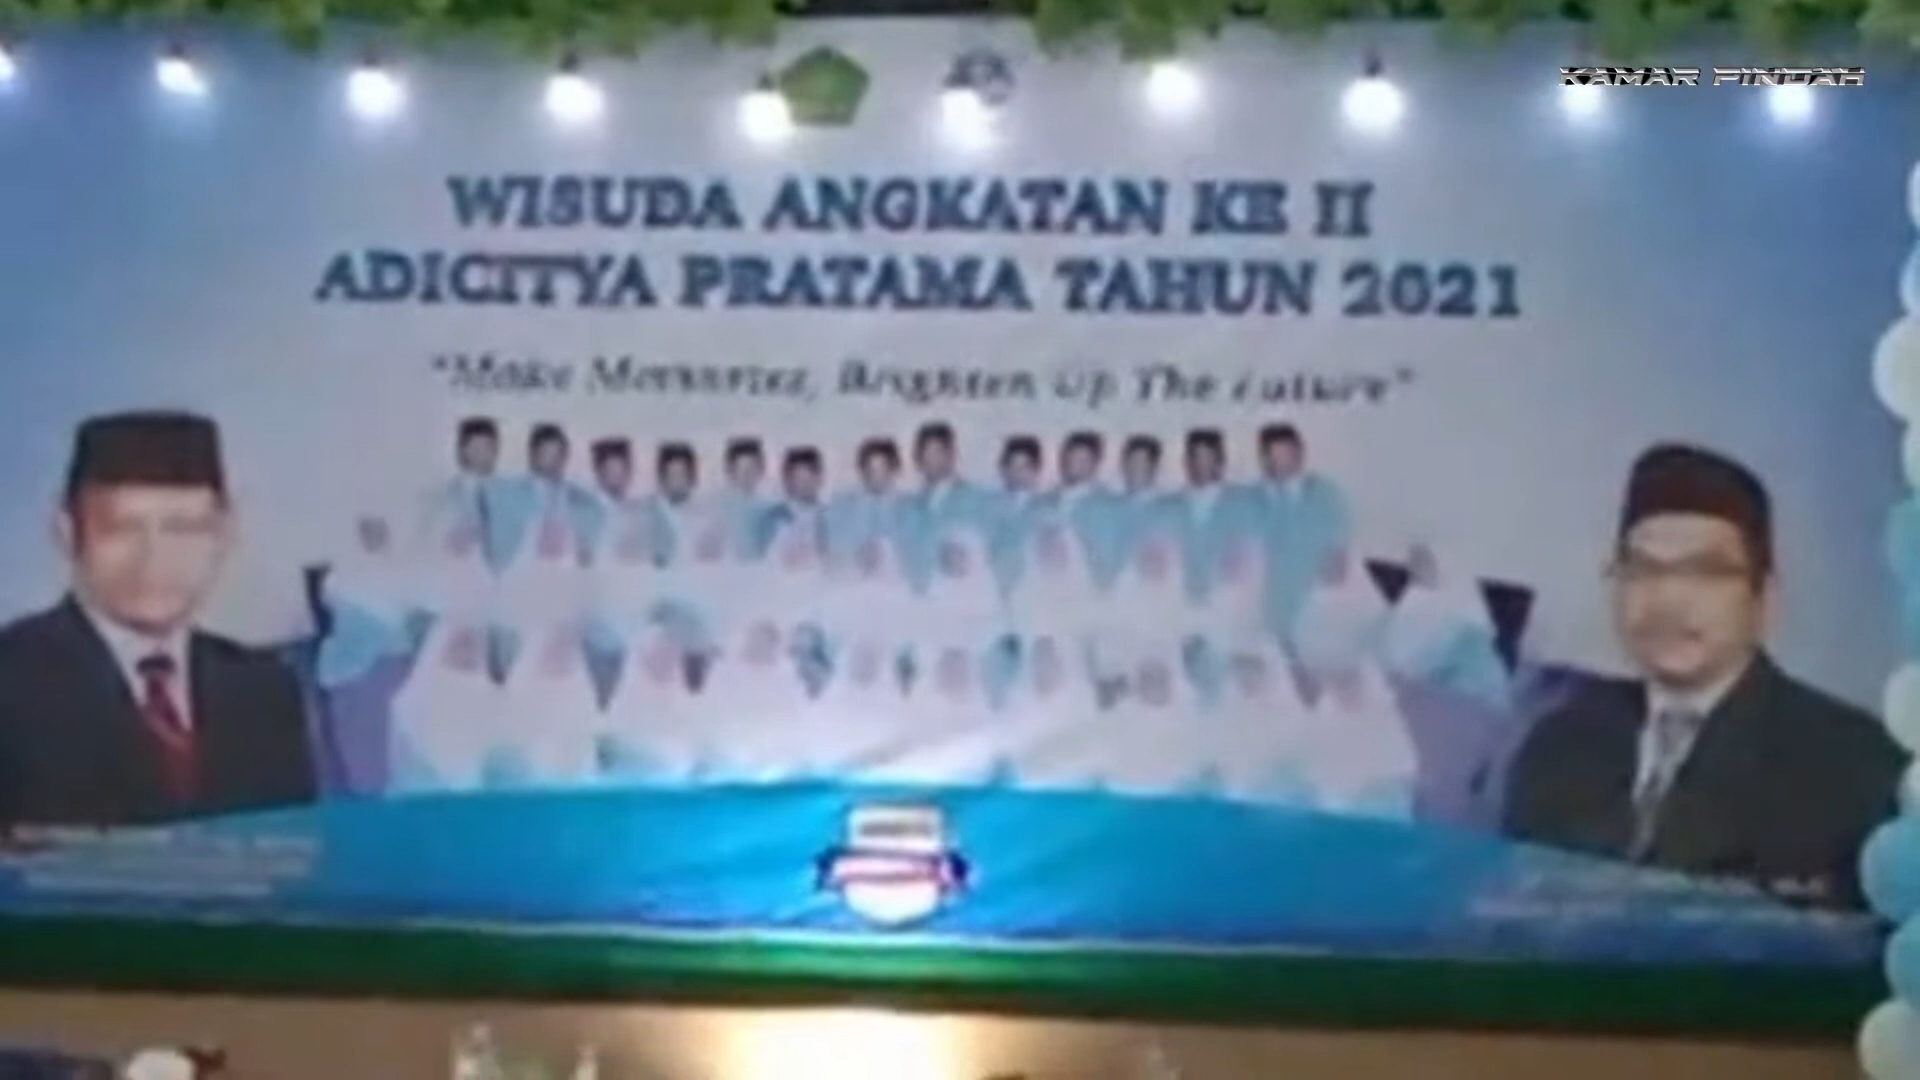 KAMAR PINDAH
WISUDA ANGKATAN KE II
ADICITYA PRATAMA TAHUN 2021
"Make Memories, Brighten Up The Future"